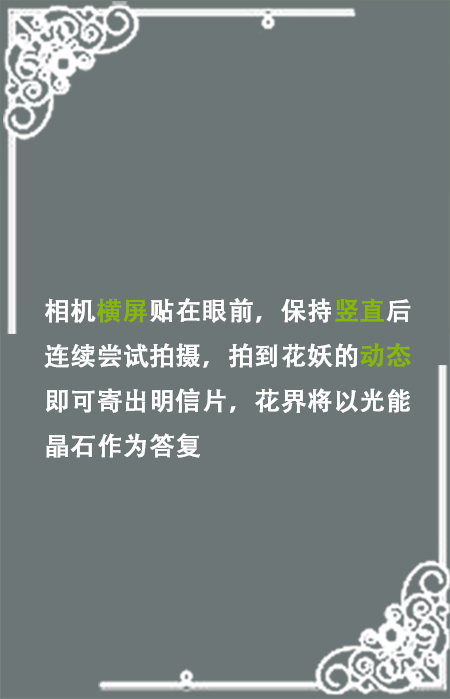 相机横屏贴在眼前，保持竖直后
连续尝试拍摄，拍到花妖的动态
即可寄出明信片，花界将以光能
晶石作为答复